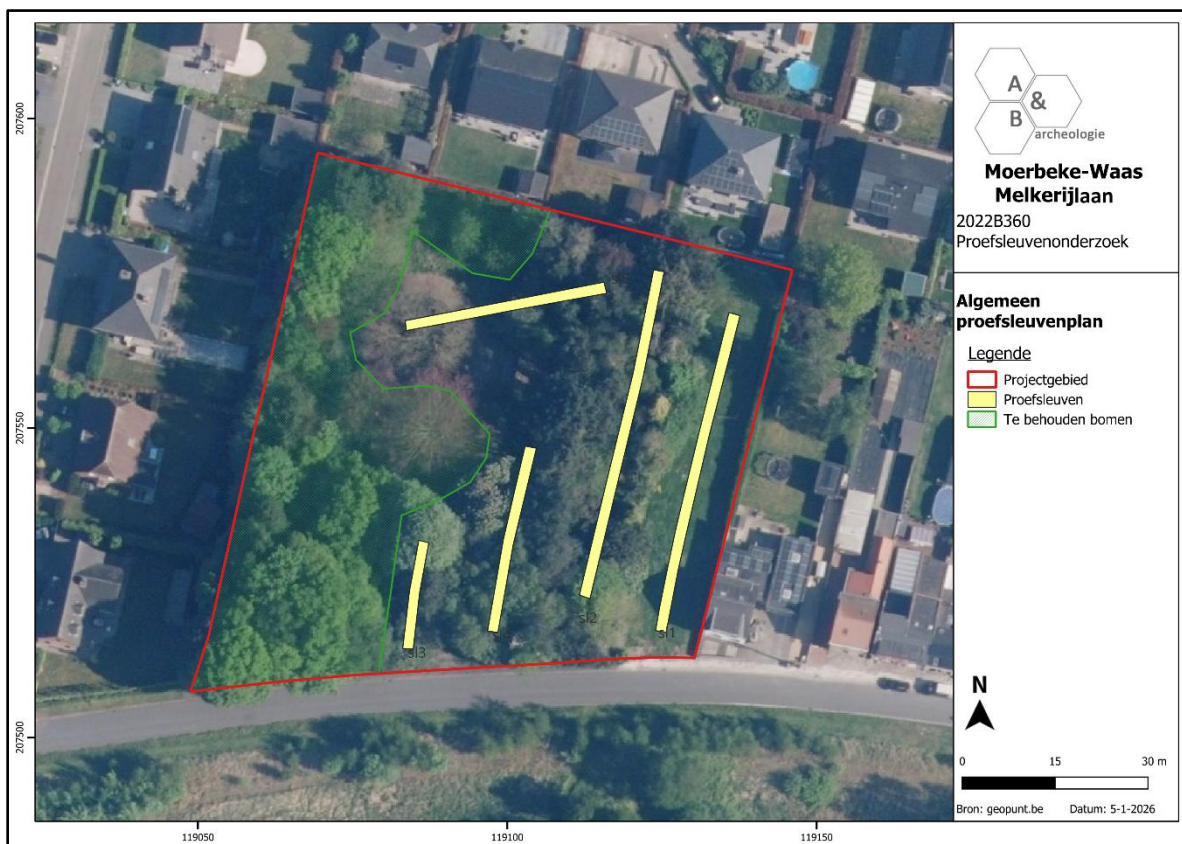 A
&
B
archeologie
Moerbeke-Waas
Melkerijlaan
2022B360
Proefsleuvenonderzoek
Algemeen
proefsleuvenplan
Legende
Projectgebied
Proefsleuven
Te behouden bomen
N
0 15 30 m
Bron: geopunt.be Datum: 5-1-2026
207600
207550
207500
sl3
sl2
sl1
119050 119100 119150